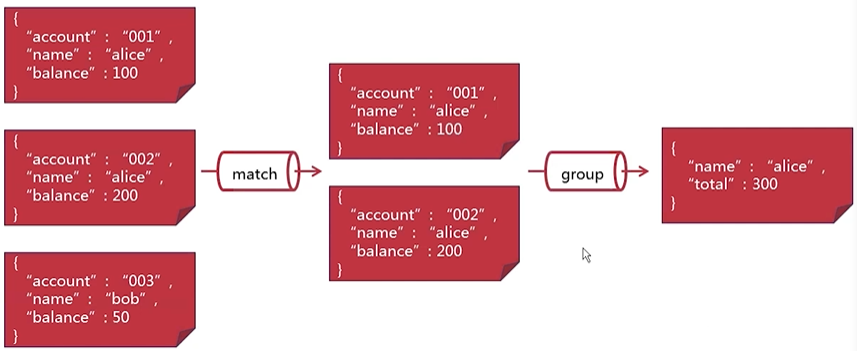 {
“account” : “001” ,
“name” : “alice” ,
“balance” : 100
}
{
“account” : “002” ,
“name” : “alice” ,
“balance” : 200
}
{
“account” : “003” ,
“name” : “bob” ,
“balance” : 50
}
match
{
“account” : “001” ,
“name” : “alice” ,
“balance” : 100
}
{
“account” : “002” ,
“name” : “alice” ,
“balance” : 200
}
group
{
“name” : “alice” ,
“total” : 300
}